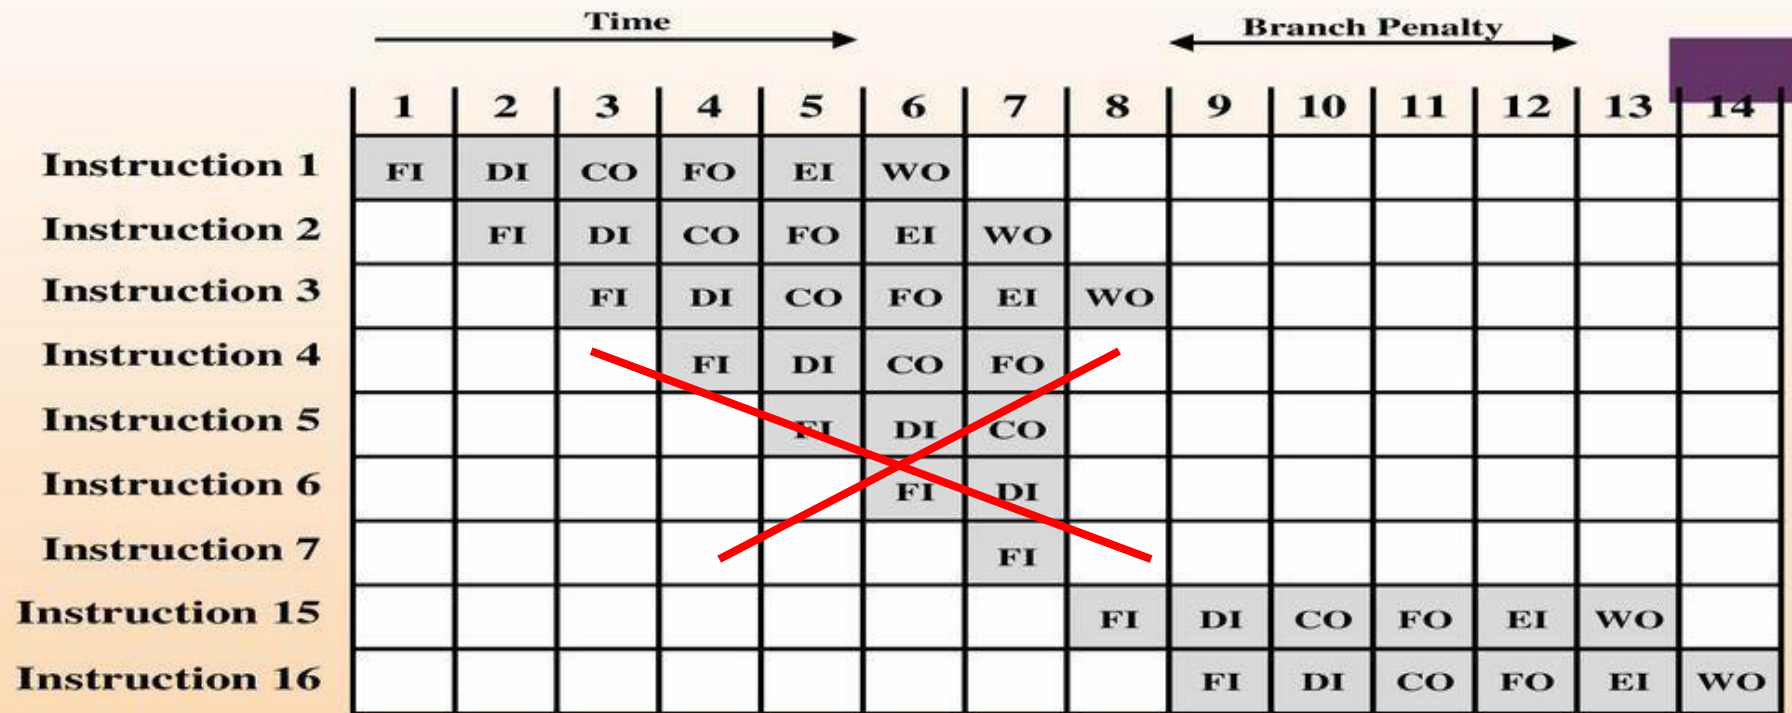 Time Branch Penalty
1 2 3 4 5 6 7 8 9 10 11 12 13 14
Instruction 1 FI DI CO FO EI WO
Instruction 2 FI DI CO FO EI WO
Instruction 3 FI DI CO FO EI WO
Instruction 4 FI DI CO FO
Instruction 5 FI DI CO
Instruction 6 FI DI
Instruction 7 FI
Instruction 15 FI DI CO FO EI WO
Instruction 16 FI DI CO FO EI WO